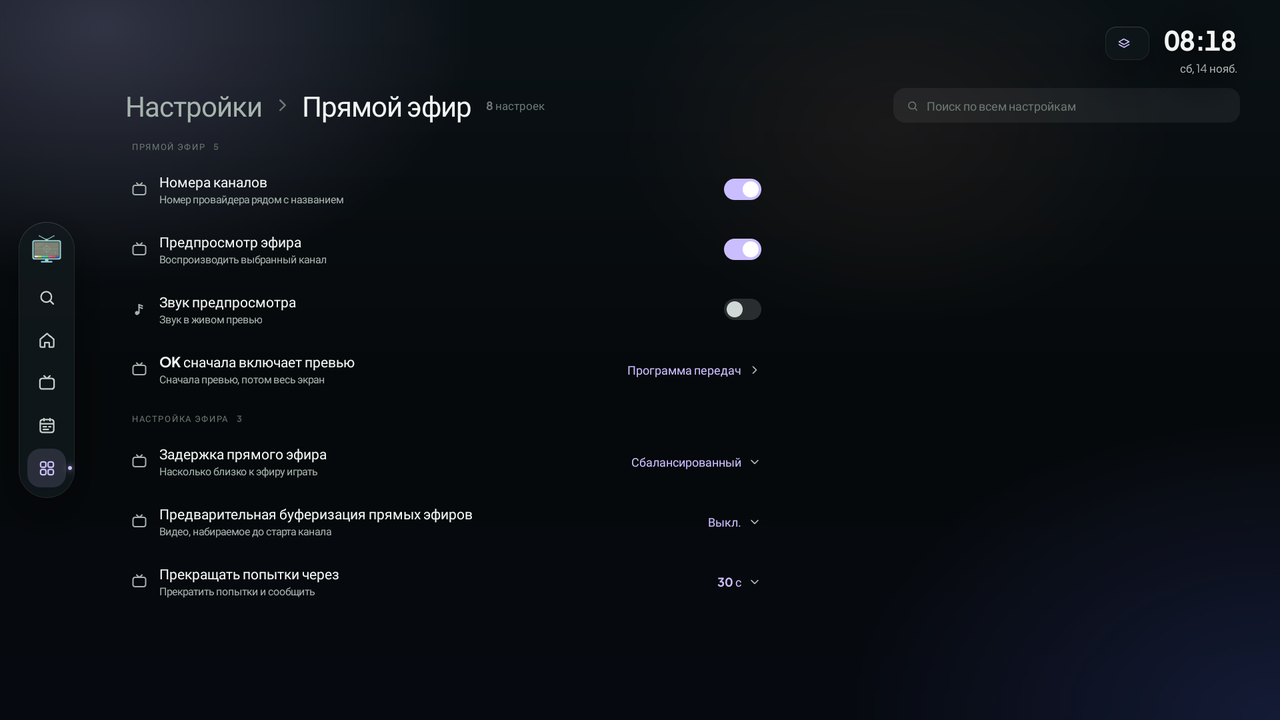 08:18
сб, 14 нояб.
Настройки > Прямой эфир 8 настроек
Поиск по всем настройкам
ПРЯМОЙ ЭФИР 5
Номера каналов
Номер провайдера рядом с названием
Предпросмотр эфира
Воспроизводить выбранный канал
Звук предпросмотра
Звук в живом превью
OK сначала включает превью
Сначала превью, потом весь экран
Программа передач
НАСТРОЙКА ЭФИРА 3
Задержка прямого эфира
Насколько близко к эфиру играть
Сбалансированный
Предварительная буферизация прямых эфиров
Видео, набираемое до старта канала
Выкл.
Прекращать попытки через
Прекратить попытки и сообщить
30 с